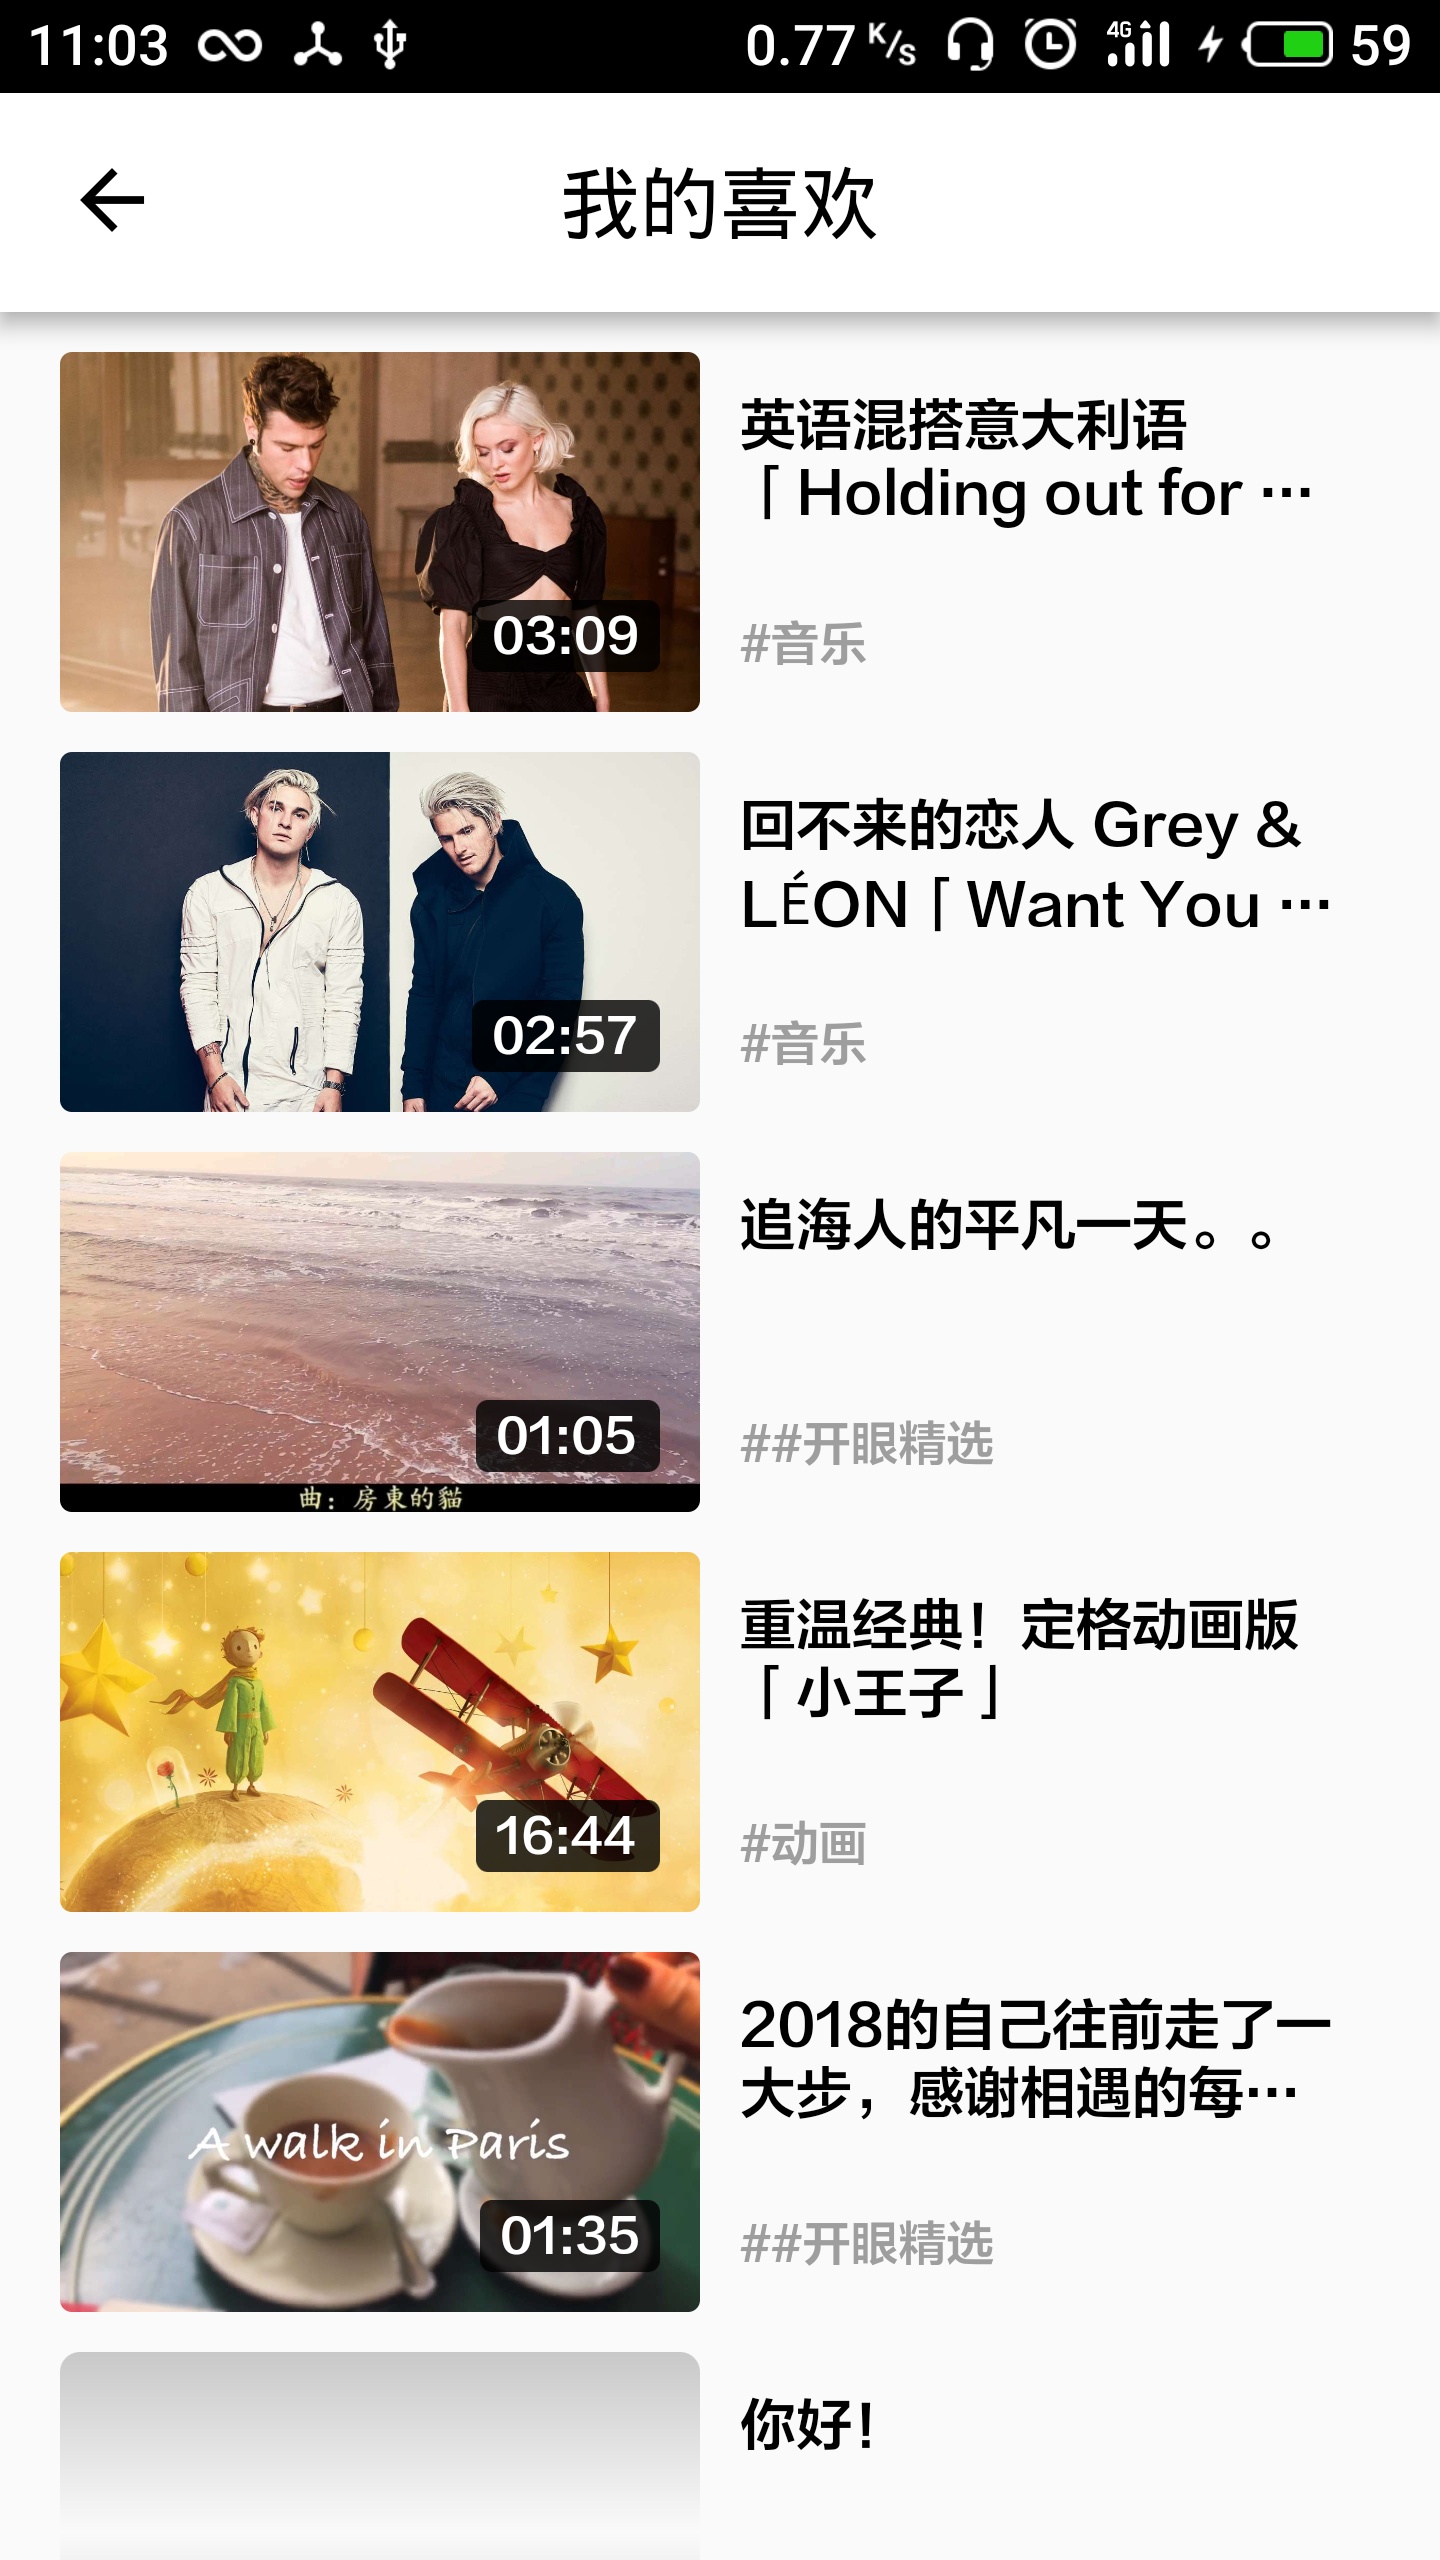 11:03 0.77 K/s 4G 59
我的喜欢
英语混搭意大利语
「Holding out for …
03:09
#音乐
回不来的恋人 Grey &
LÉON「Want You …
02:57
#音乐
追海人的平凡一天。。
01:05
##开眼精选
曲：房東的貓
重温经典！定格动画版
「小王子」
16:44
#动画
2018的自己往前走了一
大步，感谢相遇的每…
A walk in Paris
01:35
##开眼精选
你好！